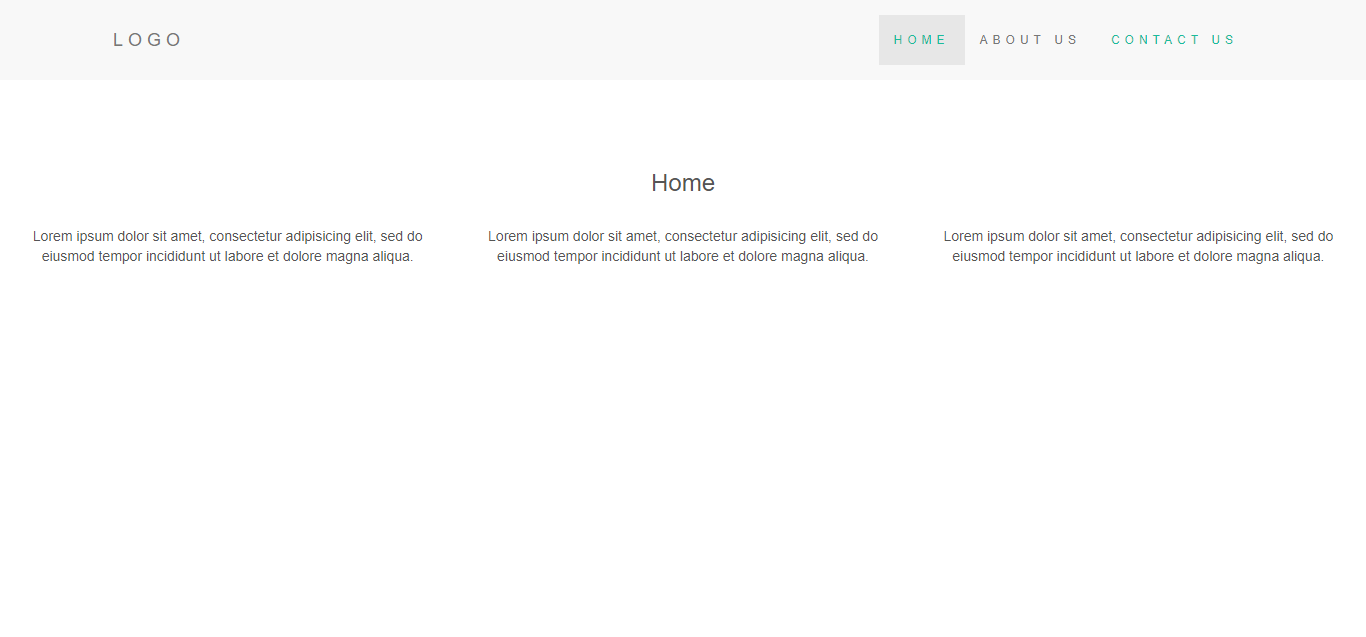 LOGO
HOME ABOUT US CONTACT US
Home
Lorem ipsum dolor sit amet, consectetur adipisicing elit, sed do
eiusmod tempor incididunt ut labore et dolore magna aliqua.
Lorem ipsum dolor sit amet, consectetur adipisicing elit, sed do
eiusmod tempor incididunt ut labore et dolore magna aliqua.
Lorem ipsum dolor sit amet, consectetur adipisicing elit, sed do
eiusmod tempor incididunt ut labore et dolore magna aliqua.